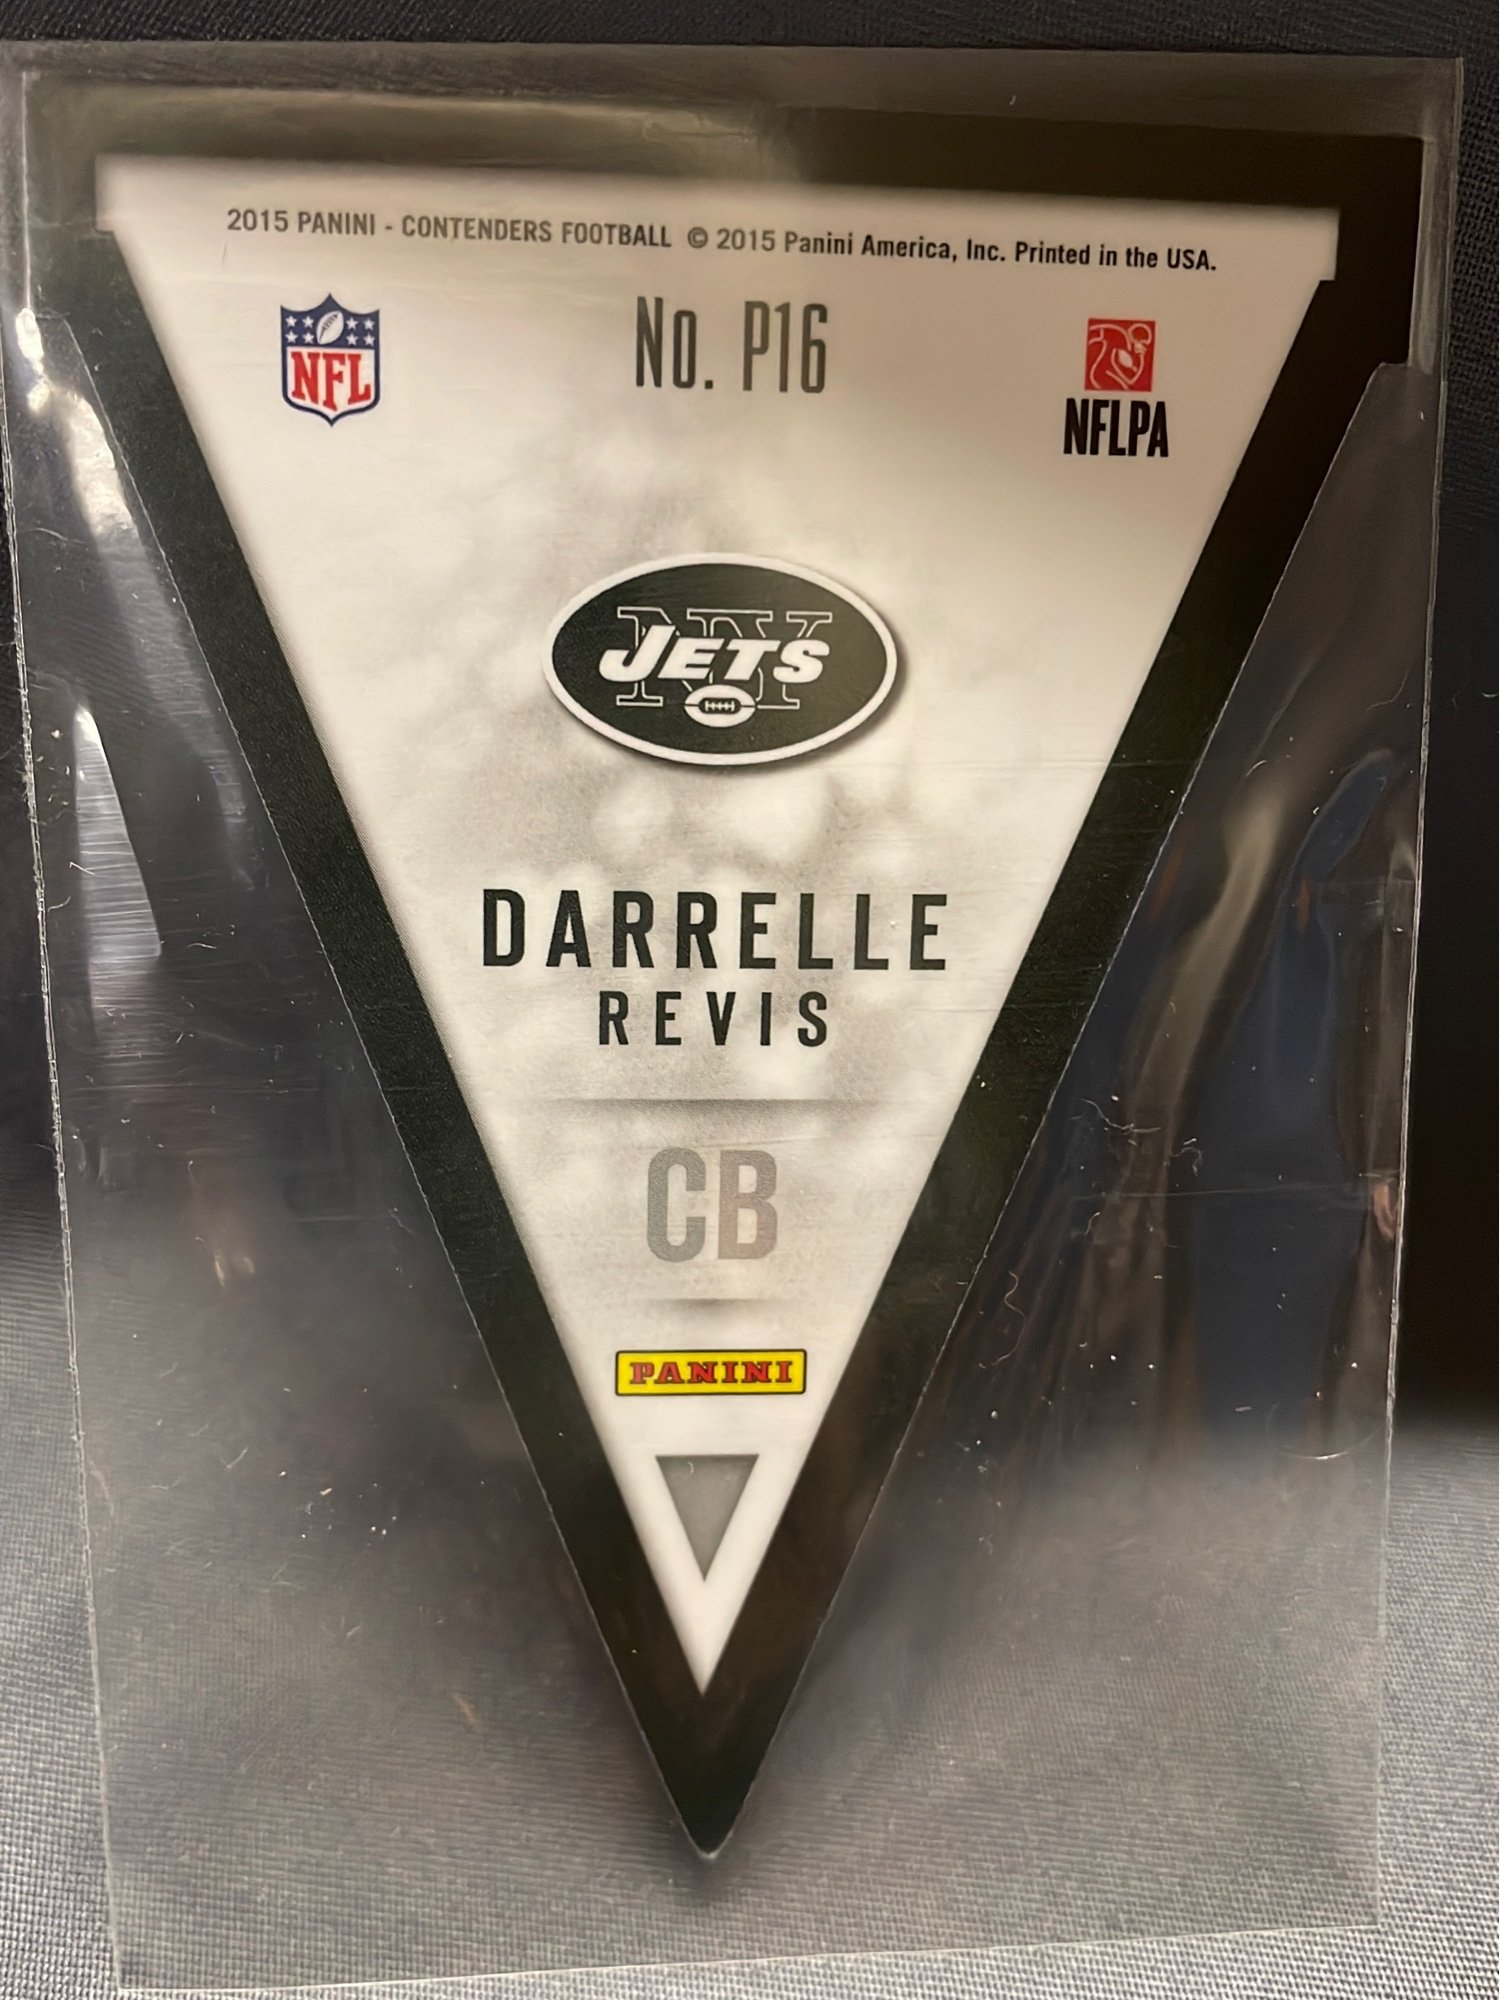 2015 PANINI - CONTENDERS FOOTBALL © 2015 Panini America, Inc. Printed in the USA.
NFL
No. P16
NFLPA
NY
JETS
DARRELLE
REVIS
CB
PANINI